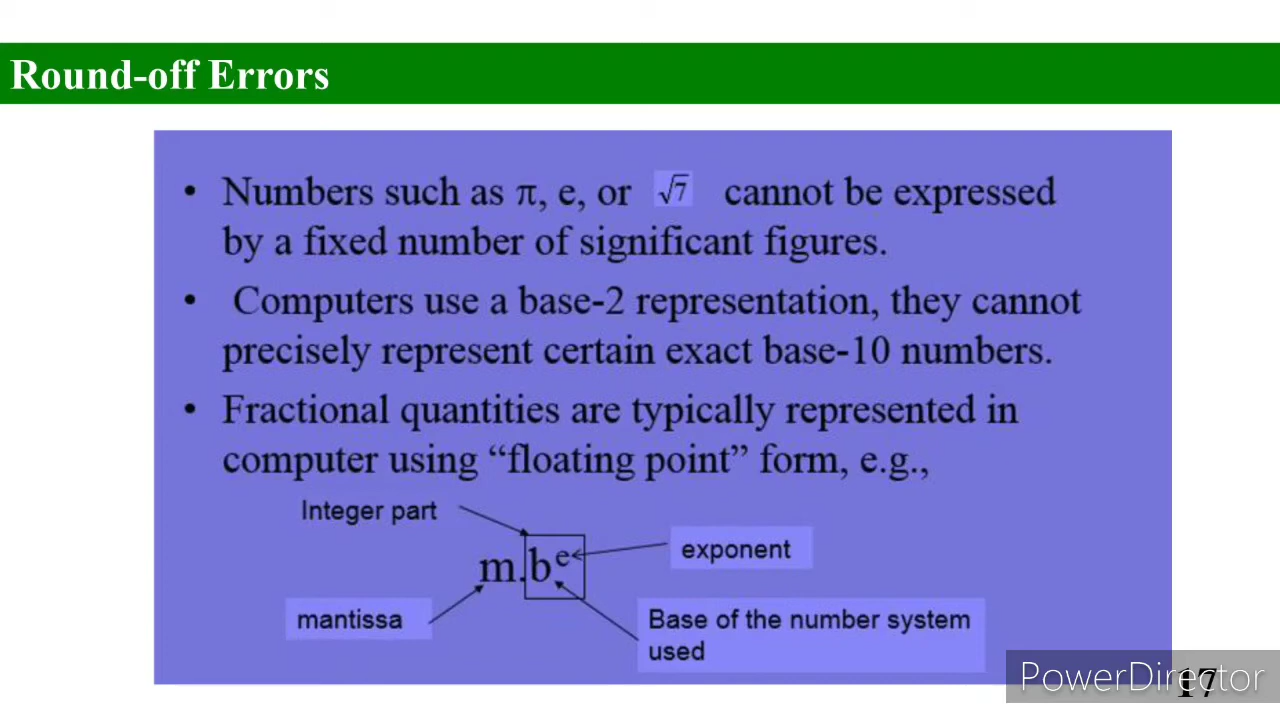 Round-off Errors
• Numbers such as π, e, or √7 cannot be expressed
by a fixed number of significant figures.
• Computers use a base-2 representation, they cannot
precisely represent certain exact base-10 numbers.
• Fractional quantities are typically represented in
computer using “floating point” form, e.g.,
Integer part
exponent
m.bᵉ
mantissa
Base of the number system
used
PowerDirector
17